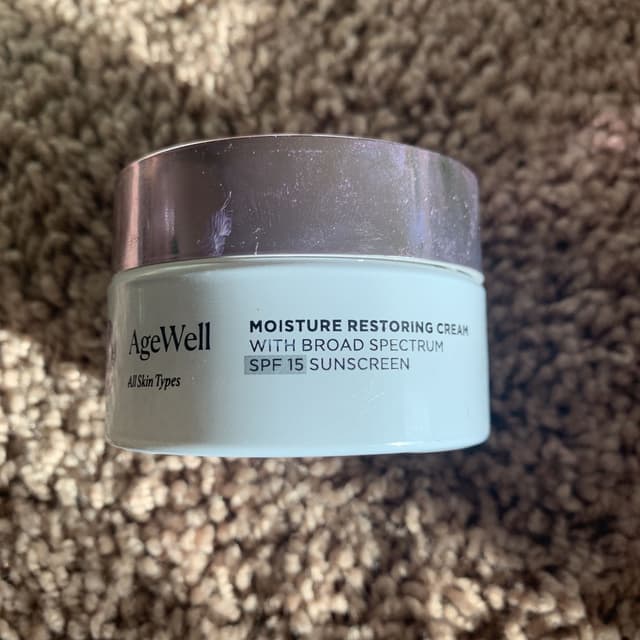 AgeWell
All Skin Types
MOISTURE RESTORING CREAM
WITH BROAD SPECTRUM
SPF 15 SUNSCREEN